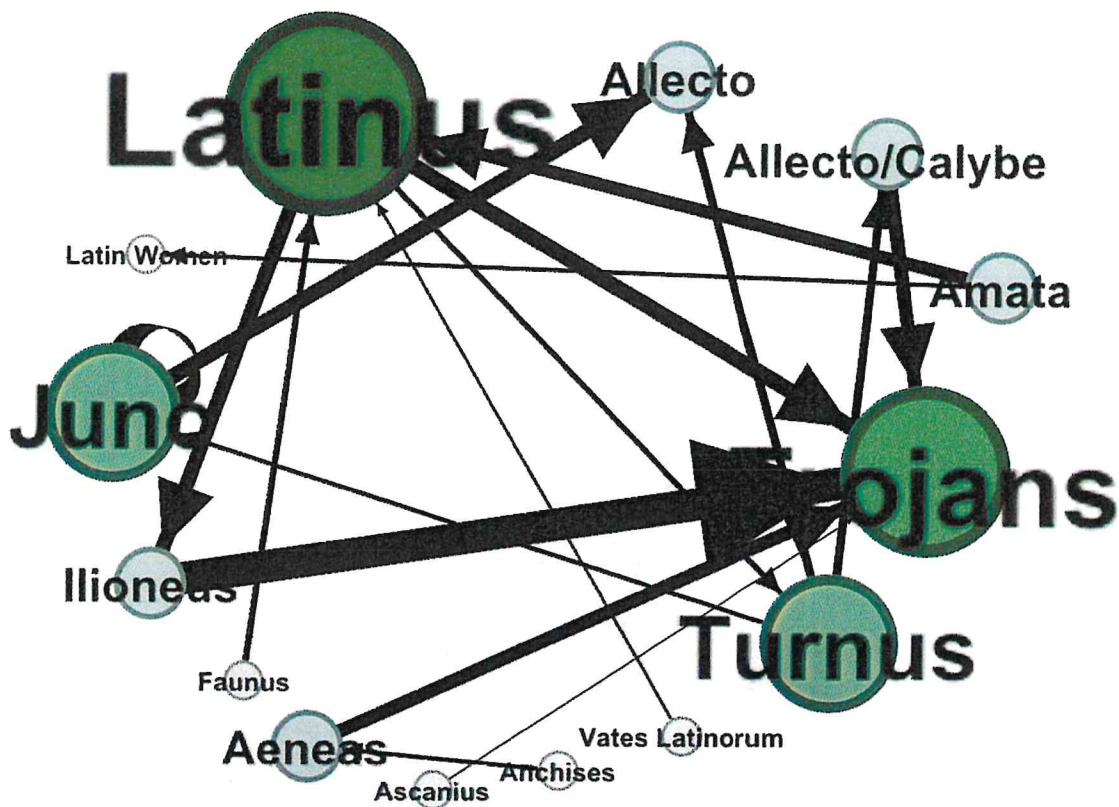 Latinus
Allecto
Allecto/Calybe
Latin Women
Amata
Juno
Trojans
Ilioneus
Turnus
Faunus
Aeneas
Vates Latinorum
Anchises
Ascanius